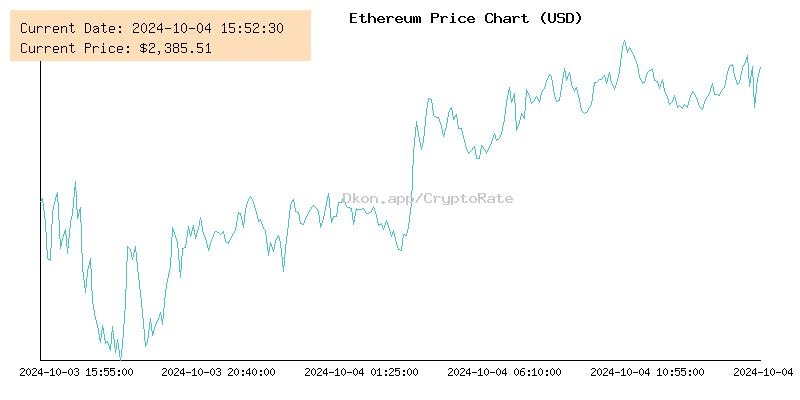 Ethereum Price Chart (USD)
Current Date: 2024-10-04 15:52:30
Current Price: $2,385.51
Dkon.app/CryptoRate
2024-10-03 15:55:00 2024-10-03 20:40:00 2024-10-04 01:25:00 2024-10-04 06:10:00 2024-10-04 10:55:00 2024-10-04